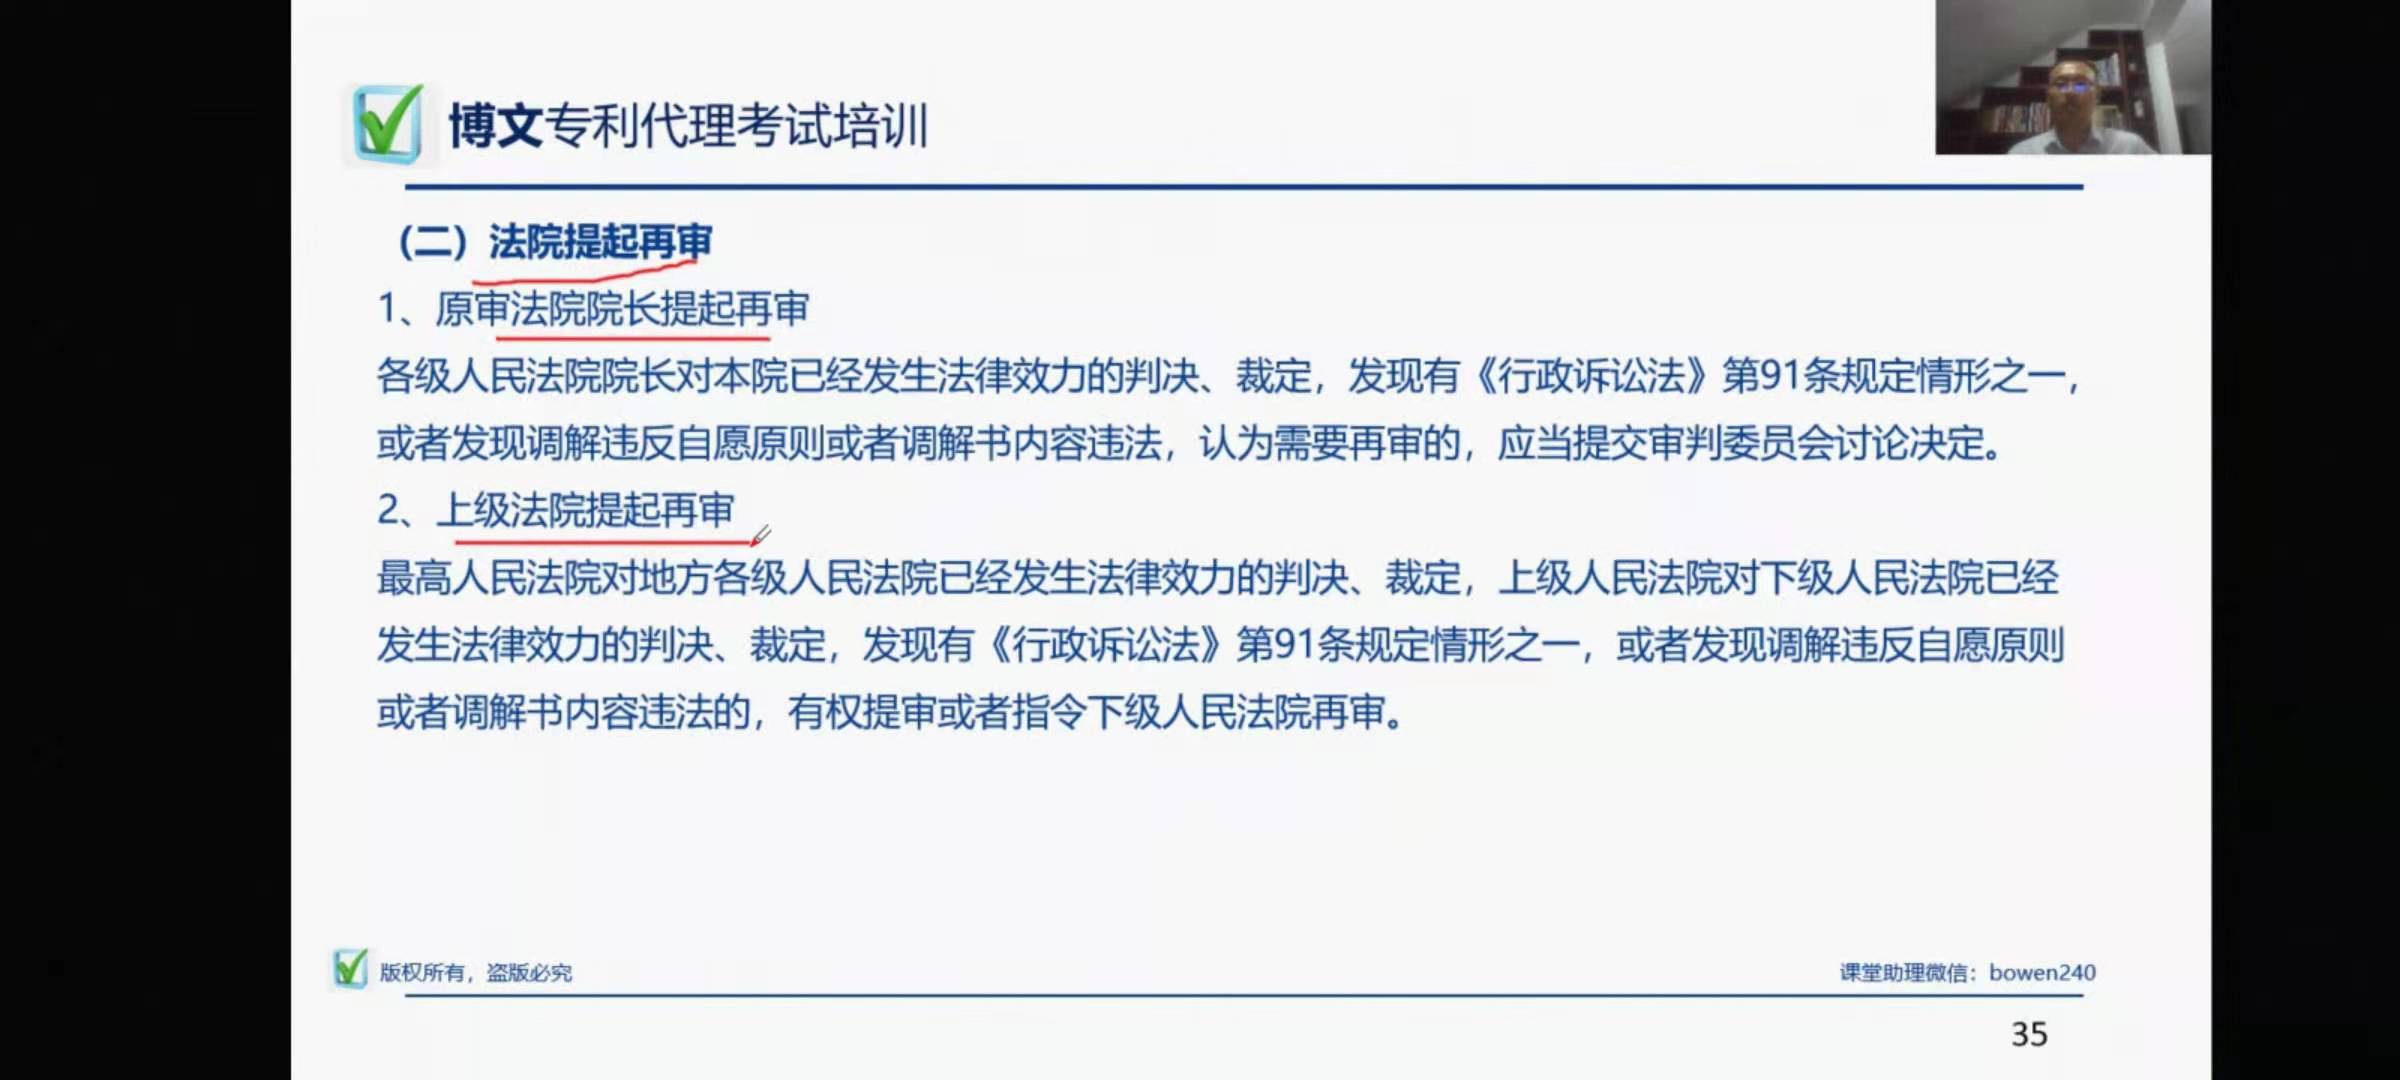 博文专利代理考试培训
（二）法院提起再审
1、原审法院院长提起再审
各级人民法院院长对本院已经发生法律效力的判决、裁定，发现有《行政诉讼法》第91条规定情形之一，
或者发现调解违反自愿原则或者调解书内容违法，认为需要再审的，应当提交审判委员会讨论决定。
2、上级法院提起再审
最高人民法院对地方各级人民法院已经发生法律效力的判决、裁定，上级人民法院对下级人民法院已经
发生法律效力的判决、裁定，发现有《行政诉讼法》第91条规定情形之一，或者发现调解违反自愿原则
或者调解书内容违法的，有权提审或者指令下级人民法院再审。
版权所有，盗版必究
课堂助理微信：bowen240
35